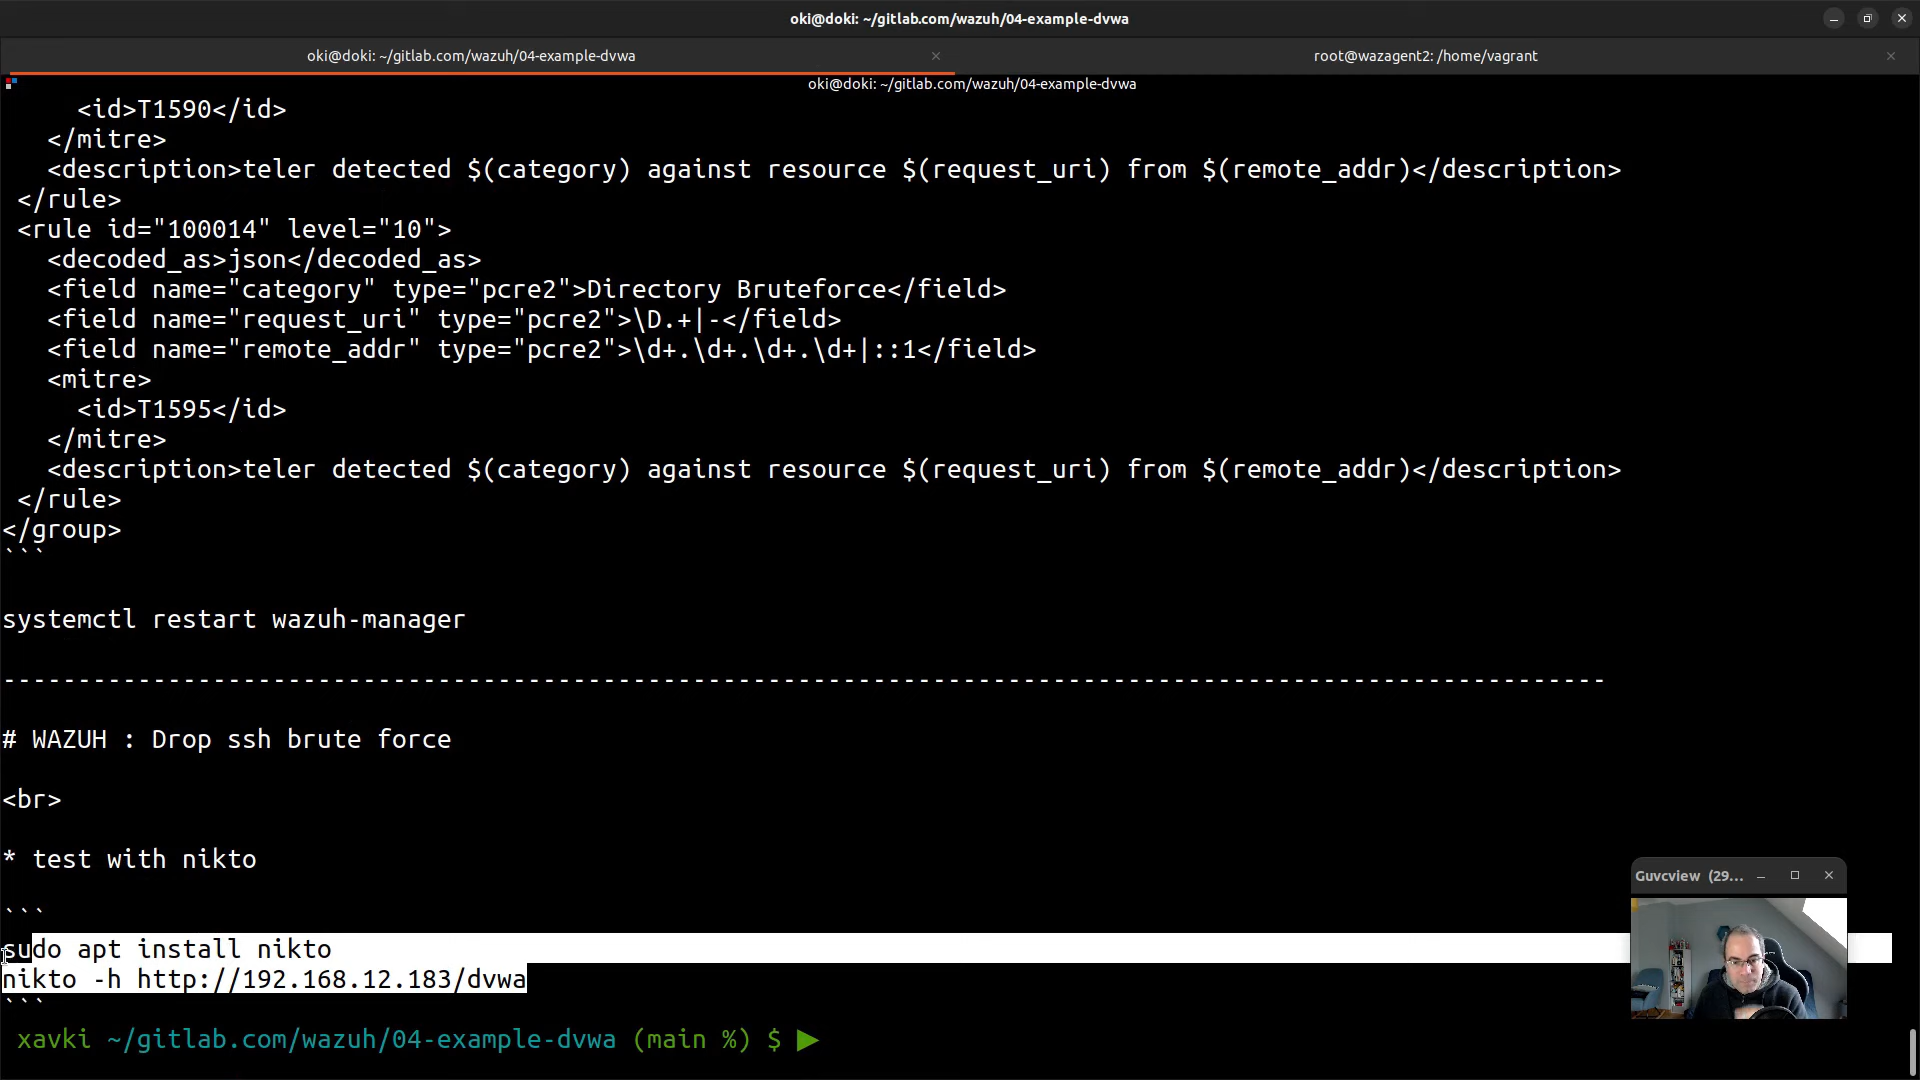 oki@doki: ~/gitlab.com/wazuh/04-example-dvwa
oki@doki: ~/gitlab.com/wazuh/04-example-dvwa
root@wazagent2: /home/vagrant
oki@doki: ~/gitlab.com/wazuh/04-example-dvwa
<id>T1590</id>
</mitre>
<description>teler detected $(category) against resource $(request_uri) from $(remote_addr)</description>
</rule>
<rule id="100014" level="10">
<decoded_as>json</decoded_as>
<field name="category" type="pcre2">Directory Bruteforce</field>
<field name="request_uri" type="pcre2">\D.+|-</field>
<field name="remote_addr" type="pcre2">\d+.\d+.\d+.\d+|::1</field>
<mitre>
<id>T1595</id>
</mitre>
<description>teler detected $(category) against resource $(request_uri) from $(remote_addr)</description>
</rule>
</group>
```
systemctl restart wazuh-manager
-----------------------------------------------------------------------------------------------------------
# WAZUH : Drop ssh brute force
<br>
* test with nikto
```
sudo apt install nikto
nikto -h http://192.168.12.183/dvwa
```
xavki ~/gitlab.com/wazuh/04-example-dvwa (main %) $
Guvcview (29...